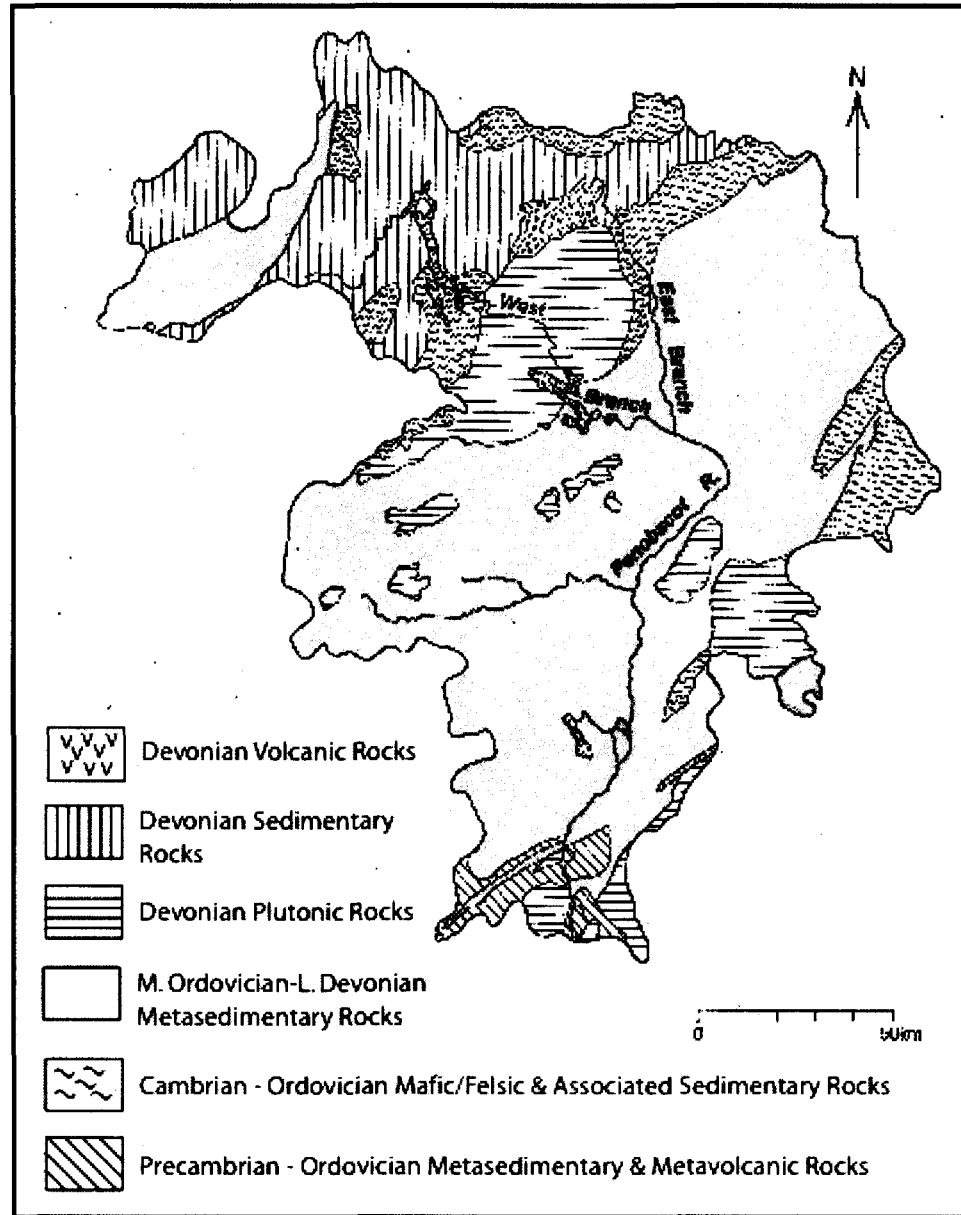 N
West
Branch
East Branch
Penobscot R.
Devonian Volcanic Rocks
Devonian Sedimentary
Rocks
Devonian Plutonic Rocks
M. Ordovician-L. Devonian
Metasedimentary Rocks
0 50km
Cambrian - Ordovician Mafic/Felsic & Associated Sedimentary Rocks
Precambrian - Ordovician Metasedimentary & Metavolcanic Rocks